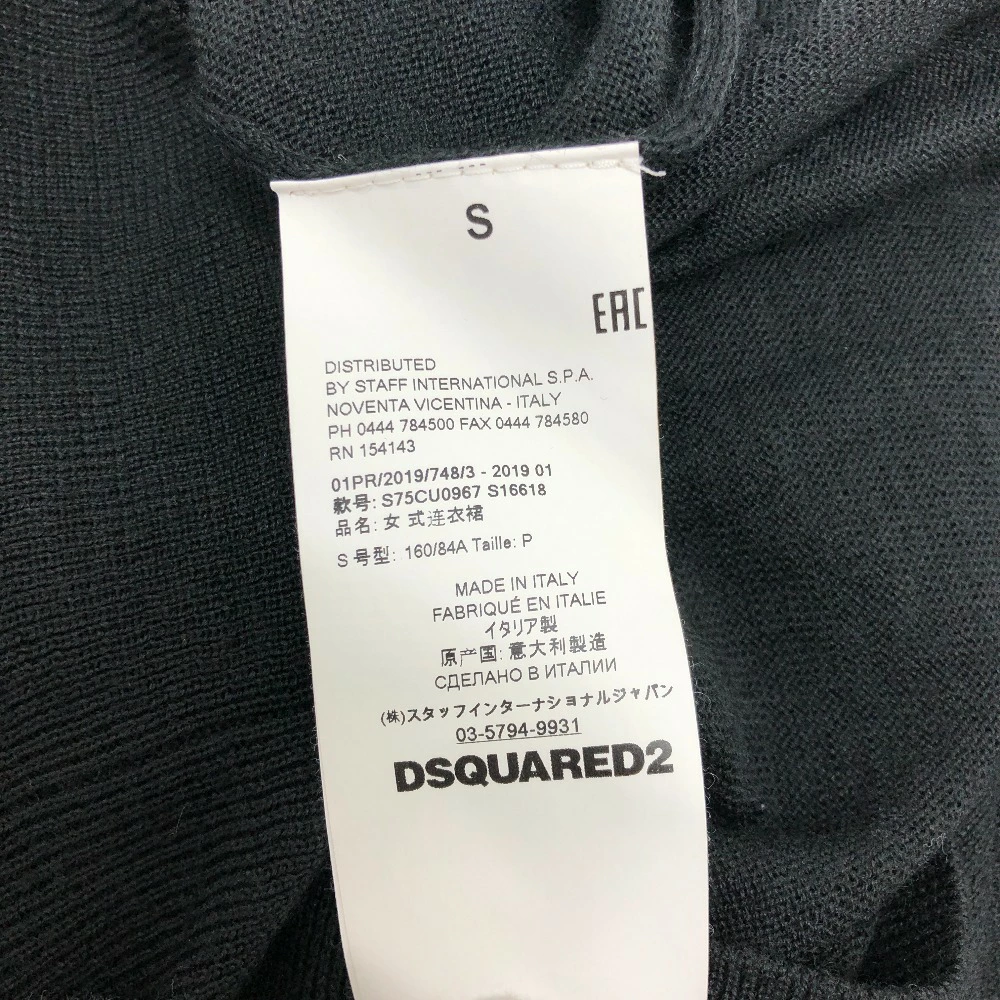 S
EAC
DISTRIBUTED
BY STAFF INTERNATIONAL S.P.A.
NOVENTA VICENTINA - ITALY
PH 0444 784500 FAX 0444 784580
RN 154143
01PR/2019/748/3 - 2019 01
款号: S75CU0967 S16618
品名: 女 式连衣裙
S 号型: 160/84A Taille: P
MADE IN ITALY
FABRIQUÉ EN ITALIE
イタリア製
原产国: 意大利製造
СДЕЛАНО В ИТАЛИИ
(株)スタッフインターナショナルジャパン
03-5794-9931
DSQUARED2